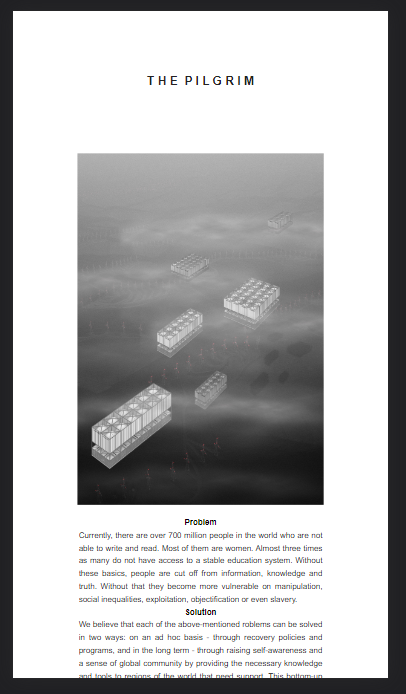 THE PILGRIM
Problem
Currently, there are over 700 million people in the world who are not
able to write and read. Most of them are women. Almost three times
as many do not have access to a stable education system. Without
these basics, people are cut off from information, knowledge and
truth. Without that they become more vulnerable on manipulation,
social inequalities, exploitation, objectification or even slavery.
Solution
We believe that each of the above-mentioned roblems can be solved
in two ways: on an ad hoc basis - through recovery policies and
programs, and in the long term - through raising self-awareness and
a sense of global community by providing the necessary knowledge
and tools to regions of the world that need support. This bottom-up